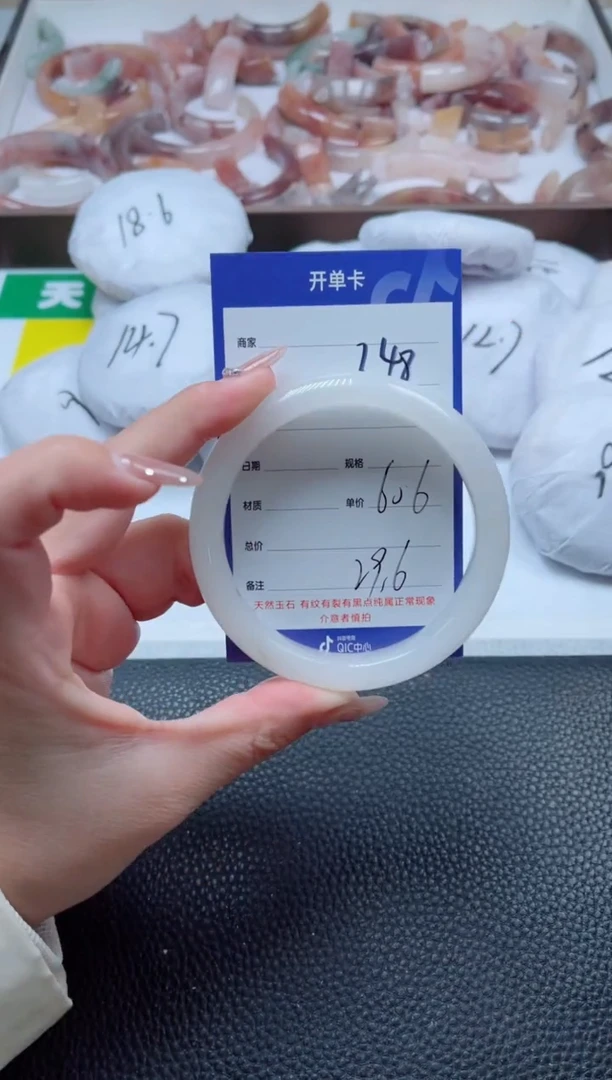 18.6
天
14.7
开单卡
商家
748
12.7
日期 规格
材质 单价 60.6
总价
备注 29.6
天然玉石 有纹有裂有黑点纯属正常现象
介意者慎拍
QIC中心